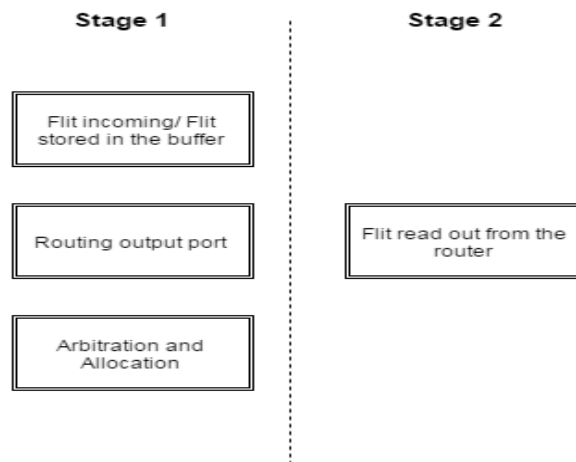 Stage 1
Stage 2
Flit incoming/ Flit
stored in the buffer
Routing output port
Flit read out from the
router
Arbitration and
Allocation